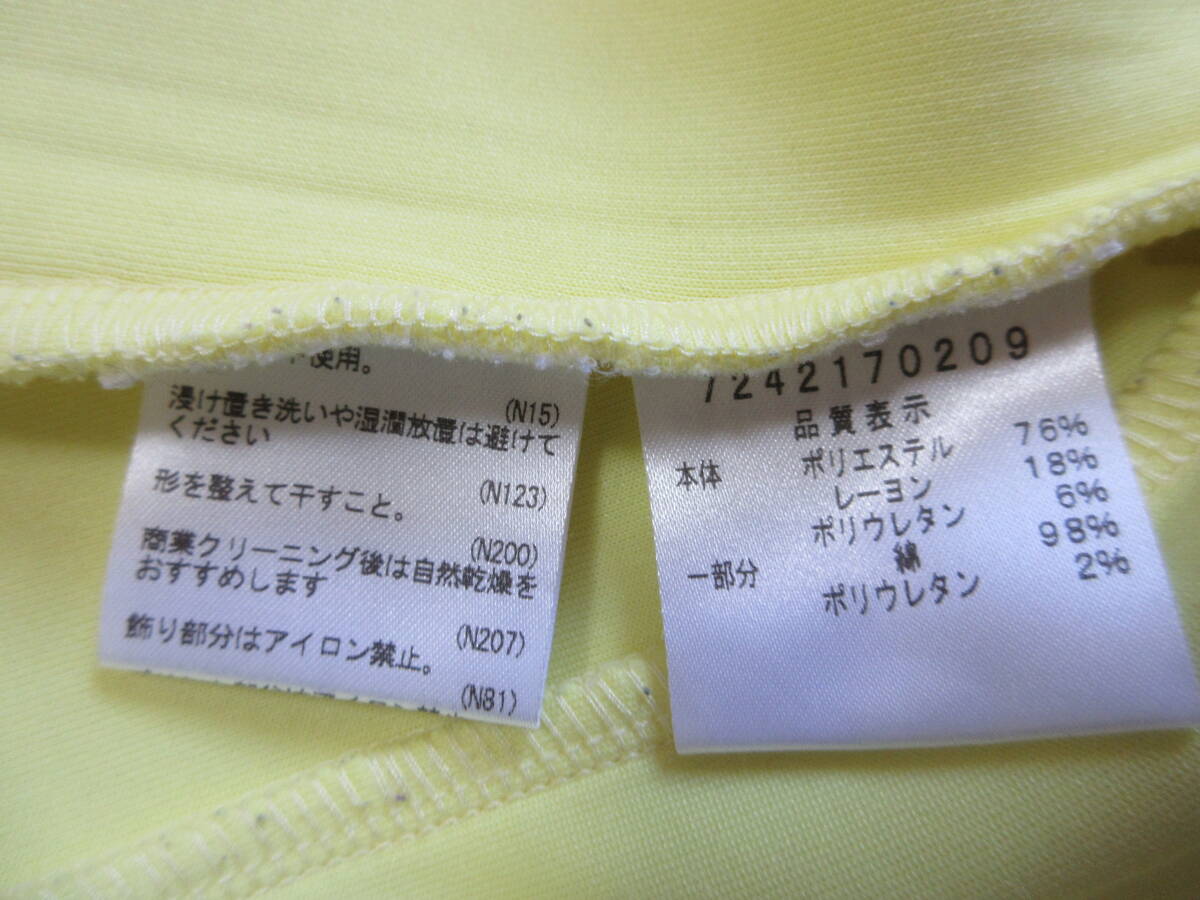 使用。
(N15)
浸け置き洗いや湿潤放置は避けて
ください
(N123)
形を整えて干すこと。
(N200)
商業クリーニング後は自然乾燥を
おすすめします
(N207)
飾り部分はアイロン禁止。
(N81)
7242170209
品質表示
本体 ポリエステル 76%
レーヨン 18%
ポリウレタン 6%
一部分 綿 98%
ポリウレタン 2%